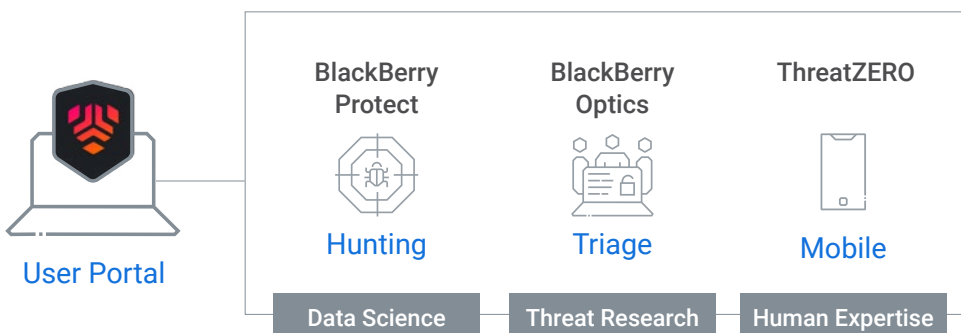 BlackBerry
Protect
BlackBerry
Optics
ThreatZERO
Hunting
Triage
Mobile
User Portal
Data Science
Threat Research
Human Expertise